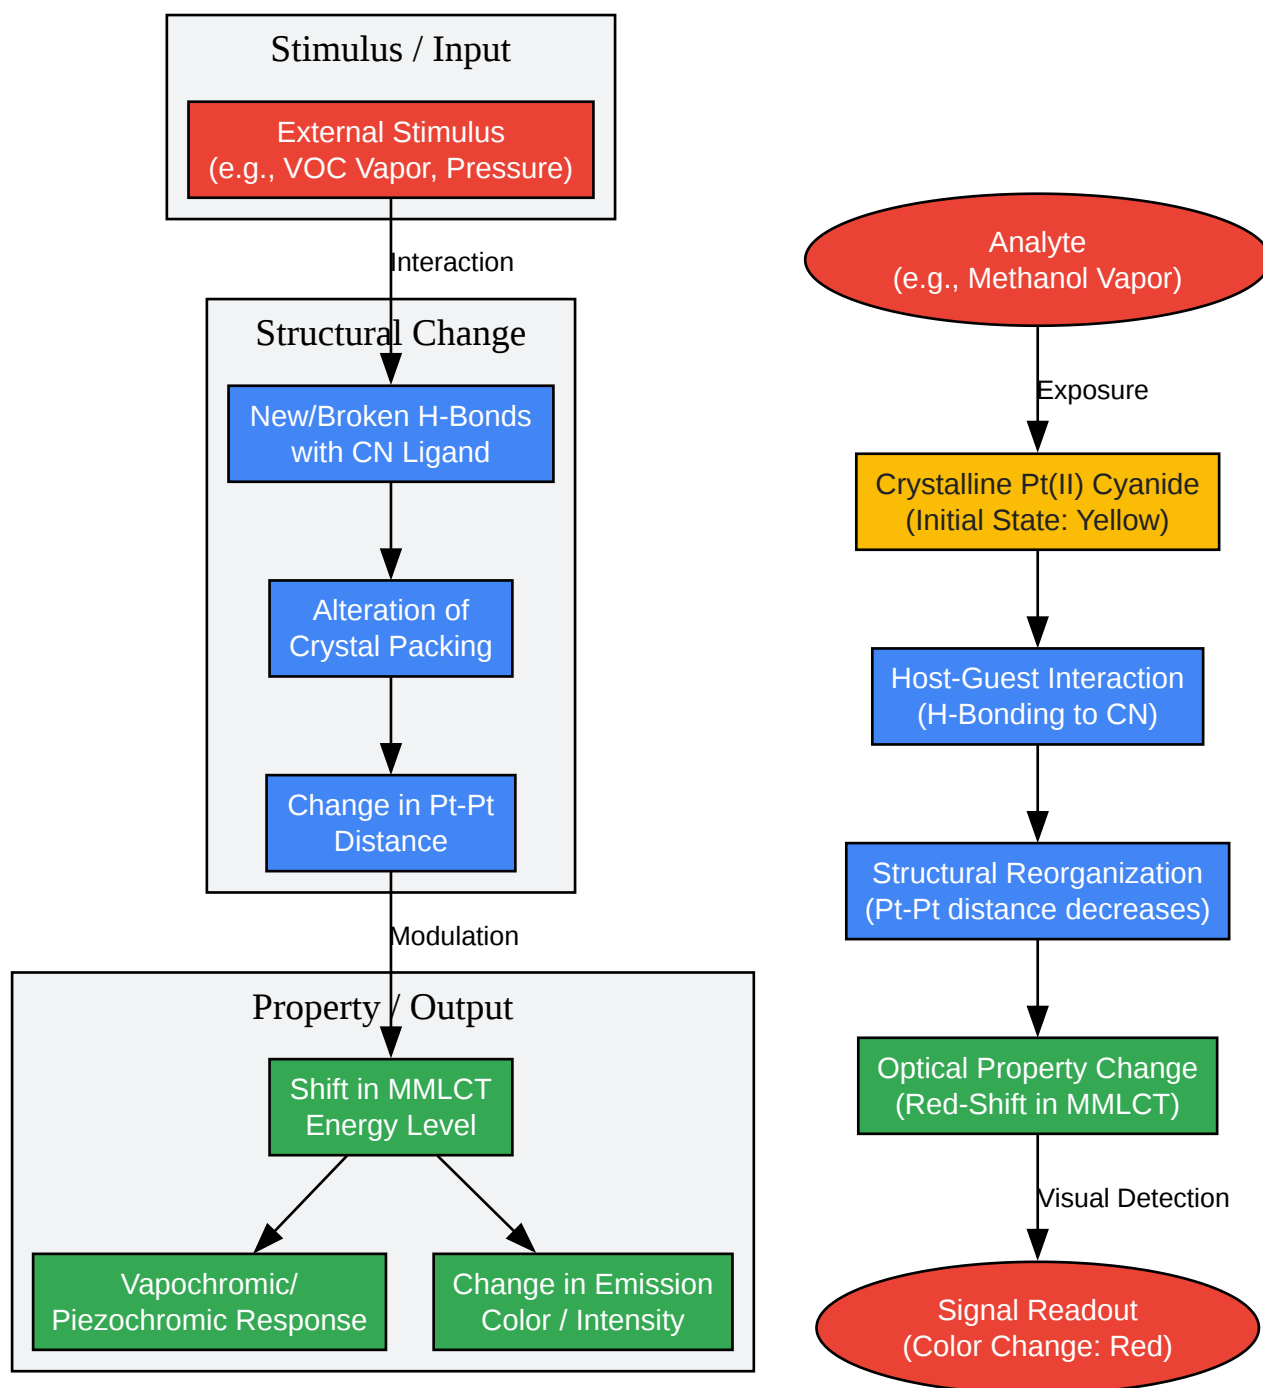 Stimulus / Input
External Stimulus
(e.g., VOC Vapor, Pressure)
Interaction
Structural Change
New/Broken H-Bonds
with CN Ligand
Alteration of
Crystal Packing
Change in Pt-Pt
Distance
Modulation
Property / Output
Shift in MMLCT
Energy Level
Vapochromic/
Piezochromic Response
Change in Emission
Color / Intensity
Analyte
(e.g., Methanol Vapor)
Exposure
Crystalline Pt(II) Cyanide
(Initial State: Yellow)
Host-Guest Interaction
(H-Bonding to CN)
Structural Reorganization
(Pt-Pt distance decreases)
Optical Property Change
(Red-Shift in MMLCT)
Visual Detection
Signal Readout
(Color Change: Red)